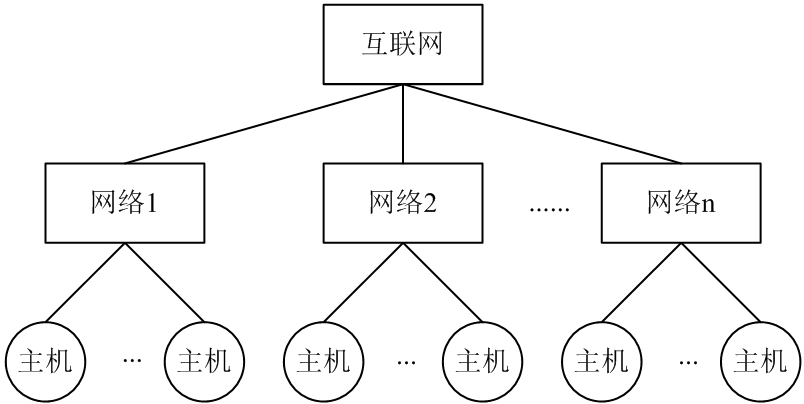 互联网
网络1 网络2 ...... 网络n
主机 ... 主机 主机 ... 主机 主机 ... 主机